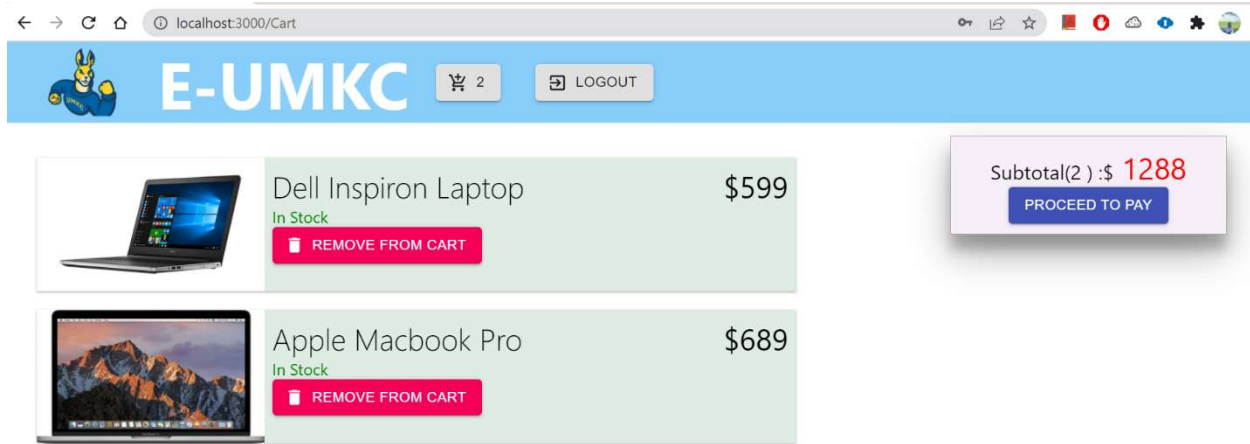 localhost:3000/Cart
E-UMKC
2
LOGOUT
Dell Inspiron Laptop
$599
In Stock
REMOVE FROM CART
Subtotal(2 ) :$ 1288
PROCEED TO PAY
Apple Macbook Pro
$689
In Stock
REMOVE FROM CART